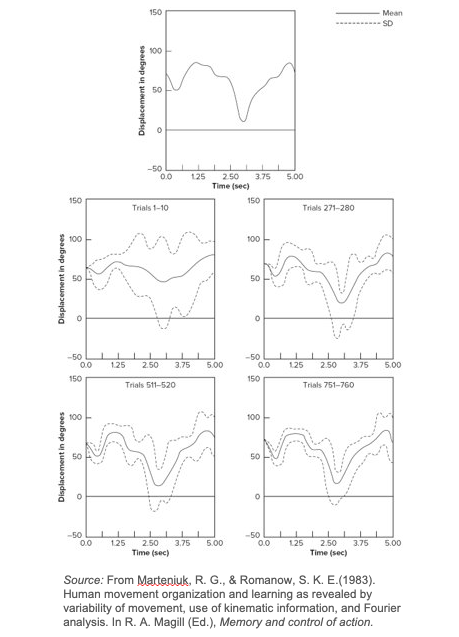 150
Mean
SD
100
50
0
−50
Displacement in degrees
0.0 1.25 2.50 3.75 5.00
Time (sec)
150
Trials 1–10
100
50
0
−50
Displacement in degrees
0.0 1.25 2.50 3.75 5.00
150
Trials 271–280
100
50
0
−50
0.0 1.25 2.50 3.75 5.00
150
Trials 511–520
100
50
0
−50
Displacement in degrees
0.0 1.25 2.50 3.75 5.00
Time (sec)
150
Trials 751–760
100
50
0
−50
0.0 1.25 2.50 3.75 5.00
Time (sec)
Source: From Marteniuk, R. G., & Romanow, S. K. E.(1983).
Human movement organization and learning as revealed by
variability of movement, use of kinematic information, and Fourier
analysis. In R. A. Magill (Ed.), Memory and control of action.